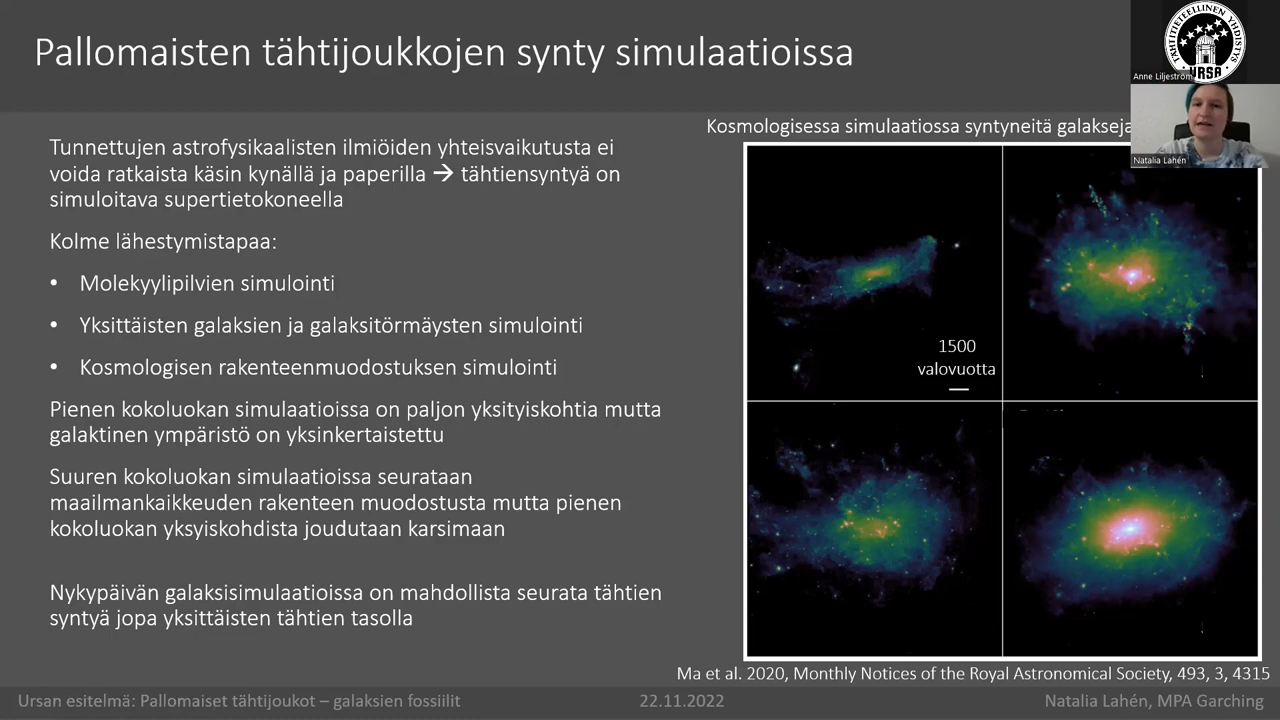 Pallomaisten tähtijoukkojen synty simulaatioissa
TÄHTITIETEELLINEN YHDISTYS
URSA
Anne Liljeström
Natalia Lahén
Tunnettujen astrofysikaalisten ilmiöiden yhteisvaikutusta ei
voida ratkaista käsin kynällä ja paperilla → tähtiensyntyä on
simuloitava supertietokoneella
Kolme lähestymistapaa:
• Molekyylipilvien simulointi
• Yksittäisten galaksien ja galaksitörmäysten simulointi
• Kosmologisen rakenteenmuodostuksen simulointi
Pienen kokoluokan simulaatioissa on paljon yksityiskohtia mutta
galaktinen ympäristö on yksinkertaistettu
Suuren kokoluokan simulaatioissa seurataan
maailmankaikkeuden rakenteen muodostusta mutta pienen
kokoluokan yksyiskohdista joudutaan karsimaan
Nykypäivän galaksisimulaatioissa on mahdollista seurata tähtien
syntyä jopa yksittäisten tähtien tasolla
Kosmologisessa simulaatiossa syntyneitä galakseja
1500
valovuotta
Ma et al. 2020, Monthly Notices of the Royal Astronomical Society, 493, 3, 4315
Ursan esitelmä: Pallomaiset tähtijoukot – galaksien fossiilit
22.11.2022
Natalia Lahén, MPA Garching